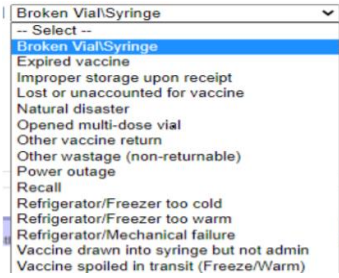 Broken Vial\Syringe
-- Select --
Broken Vial\Syringe
Expired vaccine
Improper storage upon receipt
Lost or unaccounted for vaccine
Natural disaster
Opened multi-dose vial
Other vaccine return
Other wastage (non-returnable)
Power outage
Recall
Refrigerator/Freezer too cold
Refrigerator/Freezer too warm
Refrigerator/Mechanical failure
Vaccine drawn into syringe but not admin
Vaccine spoiled in transit (Freeze/Warm)